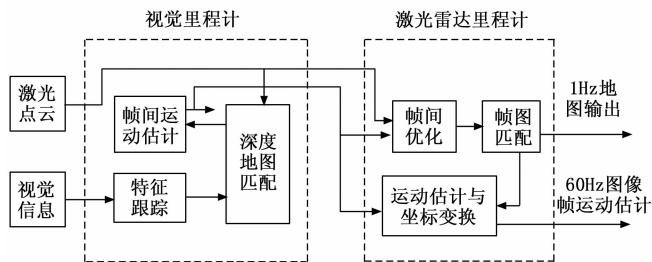 视觉里程计
激光雷达里程计
激光
点云
帧间运
动估计
深度
地图
匹配
视觉
信息
特征
跟踪
帧间
优化
帧图
匹配
1Hz地
图输出
运动估计与
坐标变换
60Hz图像
帧运动估计